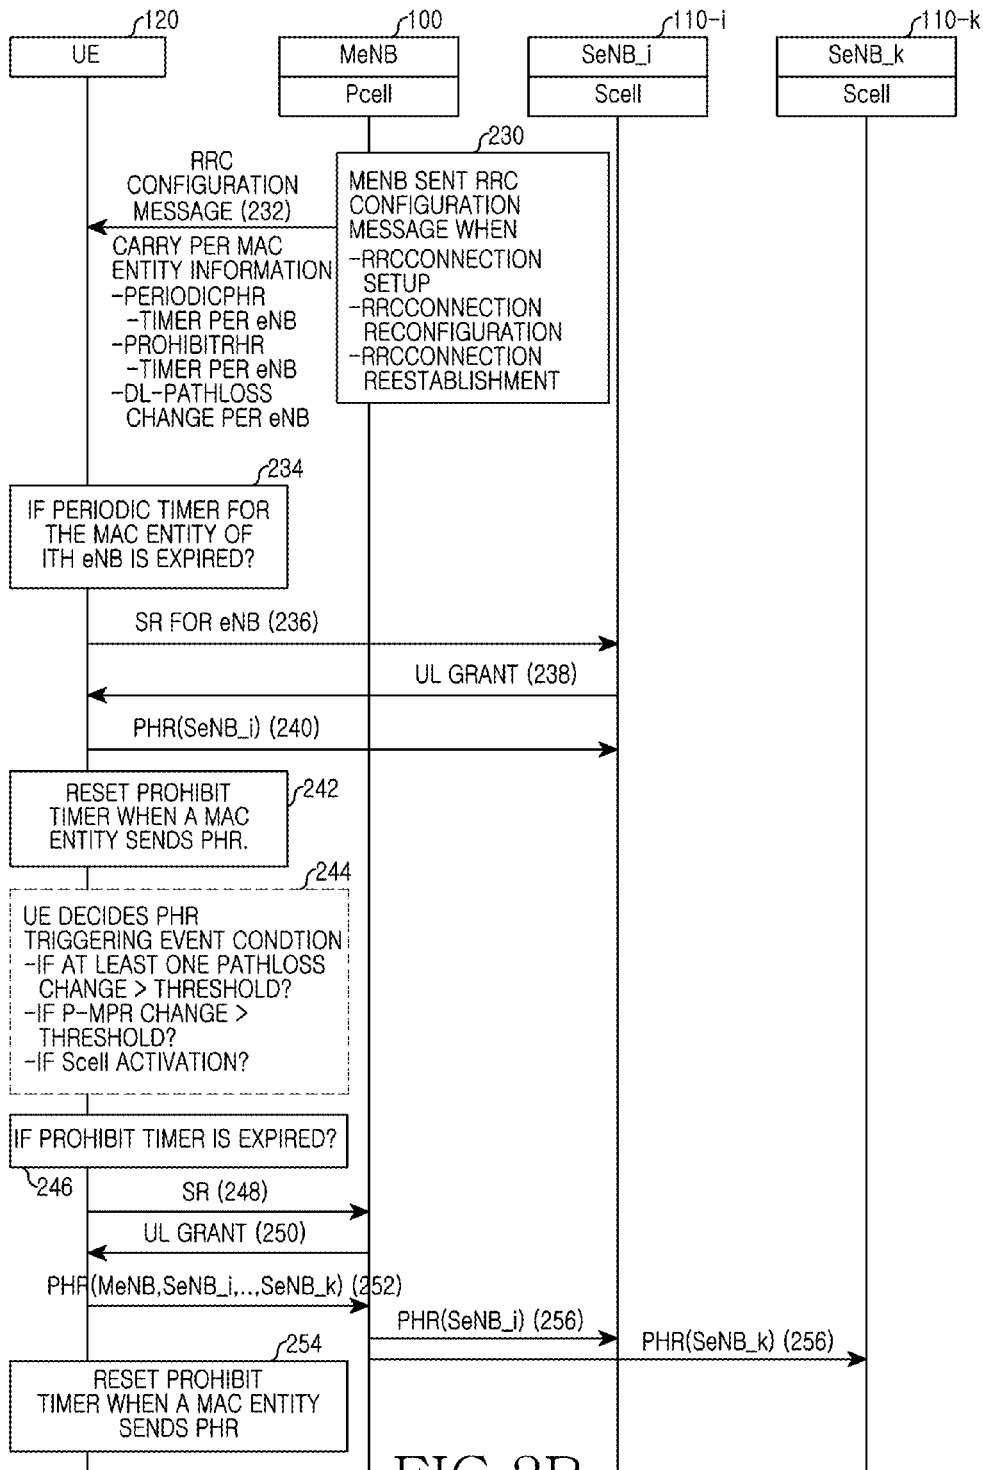 120
100
110-i
110-k
UE
MeNB
SeNB_i
SeNB_k
Pcell
Scell
Scell
230
RRC
CONFIGURATION
MESSAGE (232)
CARRY PER MAC
ENTITY INFORMATION
-PERIODICPHR
-TIMER PER eNB
-PROHIBITRHR
-TIMER PER eNB
-DL-PATHLOSS
CHANGE PER eNB
MENB SENT RRC
CONFIGURATION
MESSAGE WHEN
-RRCCONNECTION
SETUP
-RRCCONNECTION
RECONFIGURATION
-RRCCONNECTION
REESTABLISHMENT
234
IF PERIODIC TIMER FOR
THE MAC ENTITY OF
ITH eNB IS EXPIRED?
SR FOR eNB (236)
UL GRANT (238)
PHR(SeNB_i) (240)
242
RESET PROHIBIT
TIMER WHEN A MAC
ENTITY SENDS PHR.
244
UE DECIDES PHR
TRIGGERING EVENT CONDTION
-IF AT LEAST ONE PATHLOSS
CHANGE > THRESHOLD?
-IF P-MPR CHANGE >
THRESHOLD?
-IF Scell ACTIVATION?
IF PROHIBIT TIMER IS EXPIRED?
246
SR (248)
UL GRANT (250)
PHR(MeNB,SeNB_i,..,SeNB_k) (252)
PHR(SeNB_i) (256)
PHR(SeNB_k) (256)
254
RESET PROHIBIT
TIMER WHEN A MAC ENTITY
SENDS PHR